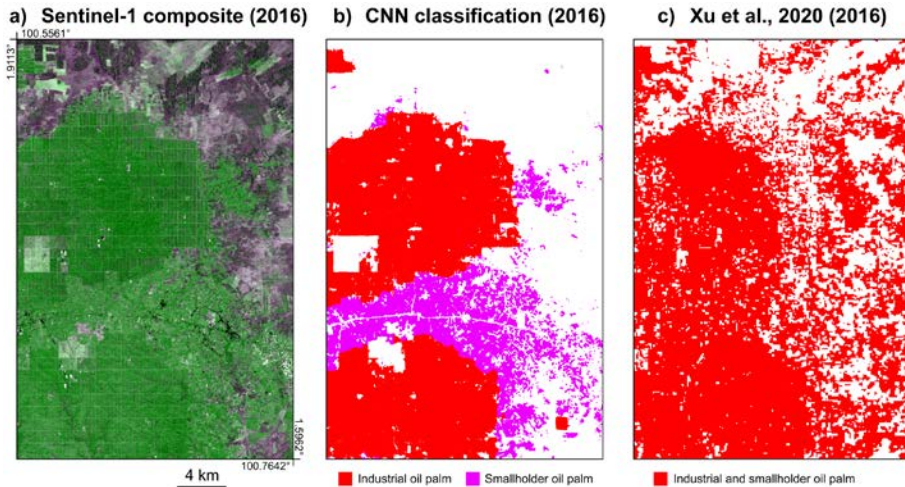 a) Sentinel-1 composite (2016)
b) CNN classification (2016)
c) Xu et al., 2020 (2016)
100.5561°
1.9113°
1.5962°
100.7642°
4 km
Industrial oil palm
Smallholder oil palm
Industrial and smallholder oil palm